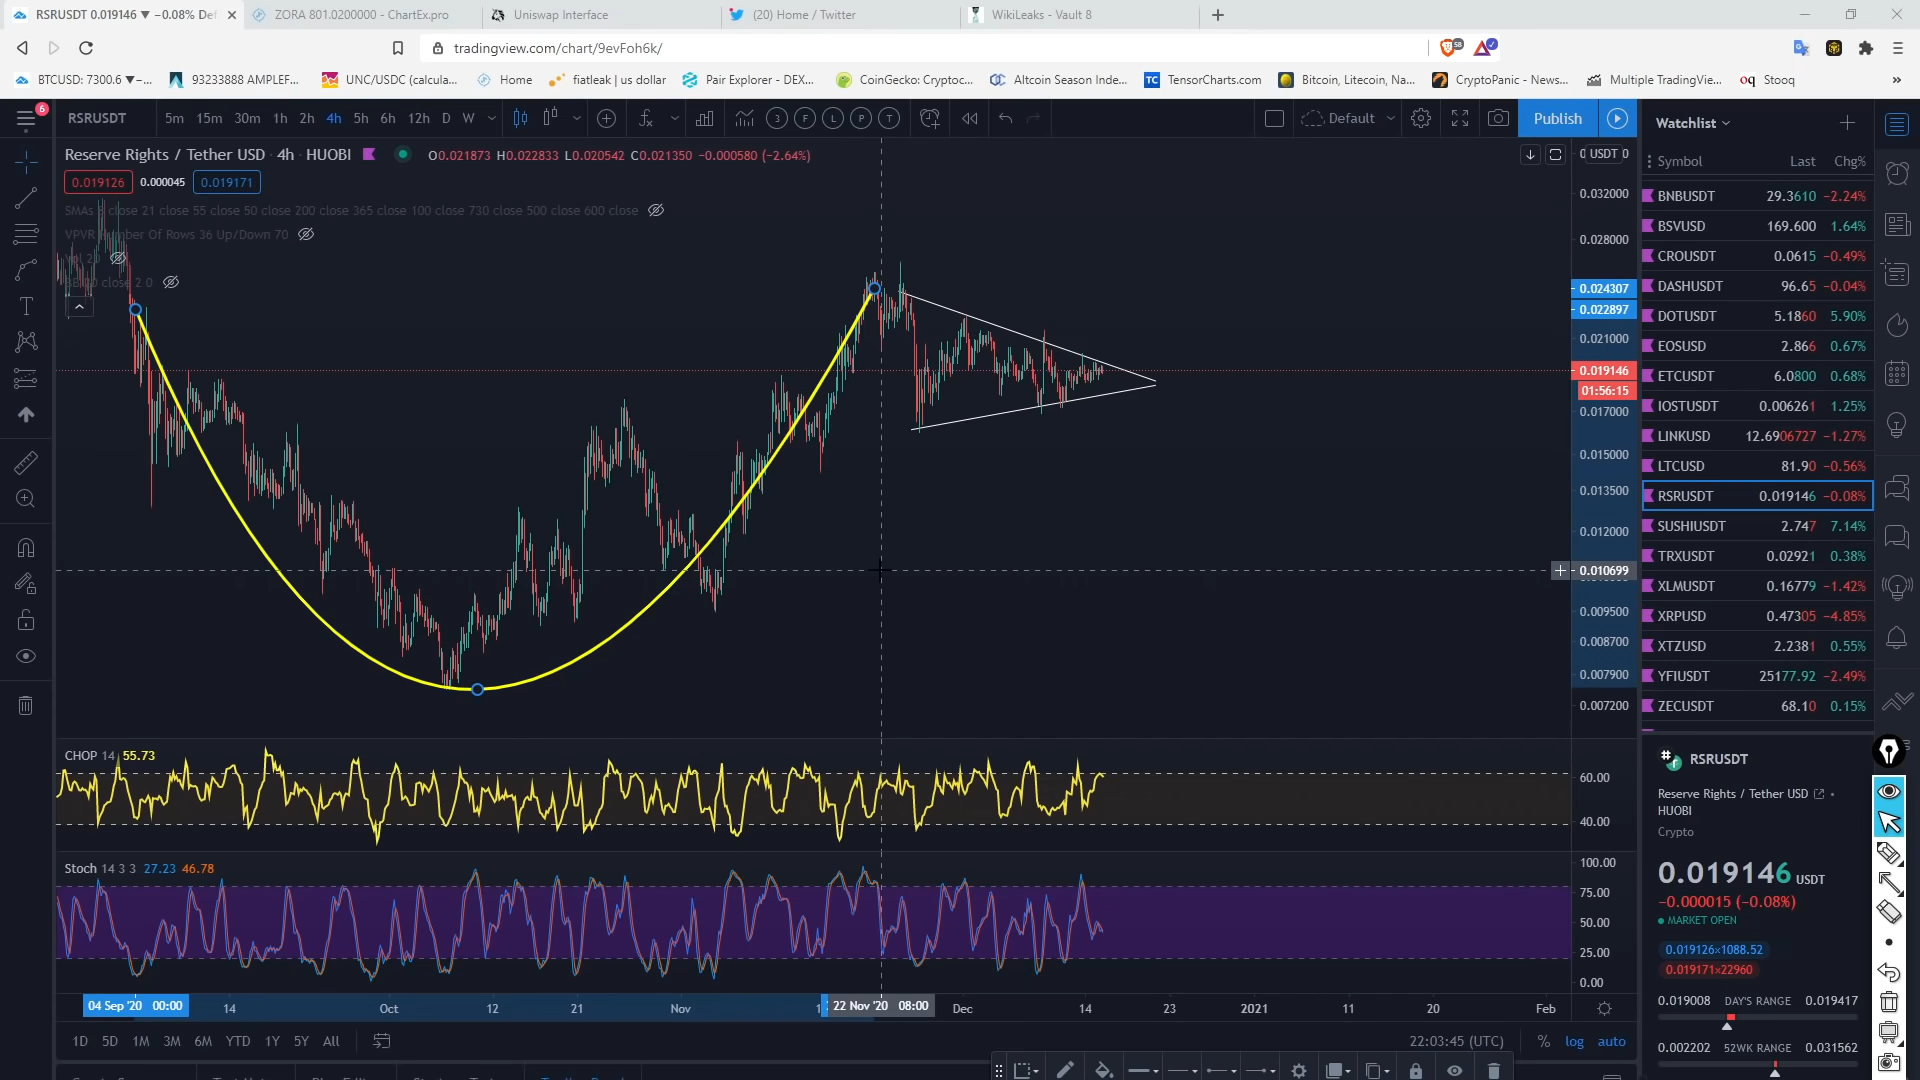 RSRUSDT 0.019146 ▼ −0.08% Def
ZORA 801.0200000 - ChartEx.pro
Uniswap Interface
(20) Home / Twitter
WikiLeaks - Vault 8
tradingview.com/chart/9evFoh6k/
58
BTCUSD: 7300.6 ▼−...
93233888 AMPLEF...
UNC/USDC (calcula...
Home
fiatleak | us dollar
Pair Explorer - DEX...
CoinGecko: Cryptoc...
Altcoin Season Inde...
TC TensorCharts.com
Bitcoin, Litecoin, Na...
CryptoPanic - News...
Multiple TradingVie...
oq Stooq
6
RSRUSDT 5m 15m 30m 1h 2h 4h 5h 6h 12h D W
3 F L P T
Default
Publish
Watchlist
Reserve Rights / Tether USD · 4h · HUOBI O0.021873 H0.022833 L0.020542 C0.021350 −0.000580 (−2.64%)
0.019126 0.000045 0.019171
close 21 close 55 close 50 close 200 close 365 close 100 close 730 close 500 close 600 close
Of Rows 36 Up/Down 70
20
close 2 0
USDT
0.032000
0.028000
0.024307
0.022897
0.021000
0.019146
01:56:15
0.017000
0.015000
0.013500
0.012000
0.010699
0.009500
0.008700
0.007900
0.007200
CHOP 14 55.73
60.00
40.00
Stoch 14 3 3 27.23 46.78
100.00
75.00
50.00
25.00
0.00
04 Sep '20 00:00 14 Oct 12 21 Nov 22 Nov '20 08:00 Dec 14 23 2021 11 20 Feb
1D 5D 1M 3M 6M YTD 1Y 5Y All
22:03:45 (UTC) % log auto
Symbol Last Chg%
BNBUSDT 29.3610 −2.24%
BSVUSD 169.600 1.64%
CROUSDT 0.0615 −0.49%
DASHUSDT 96.65 −0.04%
DOTUSDT 5.1860 5.90%
EOSUSD 2.866 0.67%
ETCUSDT 6.0800 0.68%
IOSTUSDT 0.006261 1.25%
LINKUSD 12.6906727 −1.27%
LTCUSD 81.90 −0.56%
RSRUSDT 0.019146 −0.08%
SUSHIUSDT 2.747 7.14%
TRXUSDT 0.02921 0.38%
XLMUSDT 0.16779 −1.42%
XRPUSD 0.47305 −4.85%
XTZUSD 2.2381 0.55%
YFIUSDT 25177.92 −2.49%
ZECUSDT 68.10 0.15%
RSRUSDT
Reserve Rights / Tether USD
HUOBI
Crypto
0.019146 USDT
−0.000015 (−0.08%)
MARKET OPEN
0.019126×1088.52
0.019171×22960
0.019008 DAY'S RANGE 0.019417
0.002202 52WK RANGE 0.031562